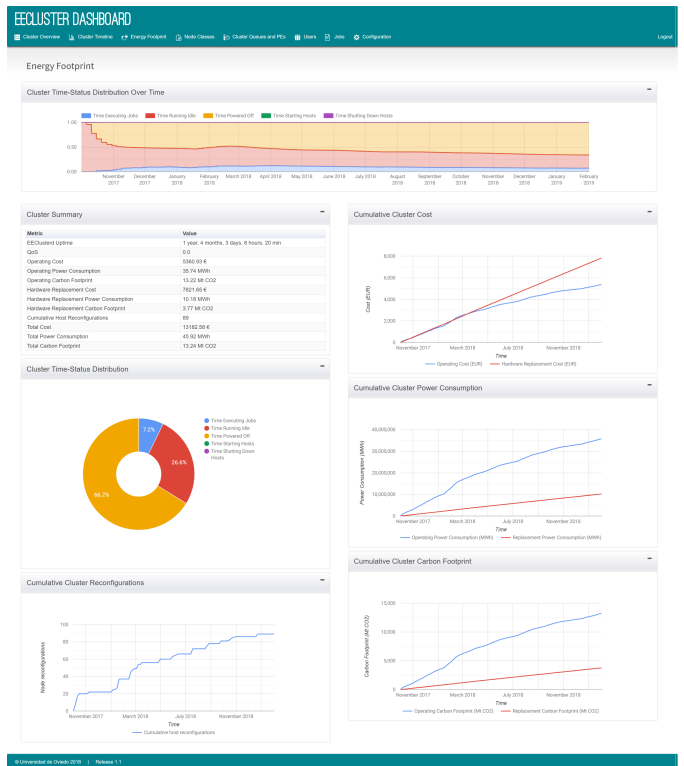 EECLUSTER DASHBOARD
Cluster Overview Cluster Timeline Energy Footprint Node Classes Cluster Queues and PEs Users Jobs Configuration Logout
Energy Footprint
Cluster Time-Status Distribution Over Time
Time Executing Jobs Time Running Idle Time Powered Off Time Starting Hosts Time Shutting Down Hosts
1.00
0.50
0.00
November 2017 December 2017 January 2018 February 2018 March 2018 April 2018 May 2018 June 2018 July 2018 August 2018 September 2018 October 2018 November 2018 December 2018 January 2019 February 2019
Cluster Summary
Metric Value
EEClusterd Uptime 1 year, 4 months, 3 days, 8 hours, 20 min
QoS 0.0
Operating Cost 5360.93 €
Operating Power Consumption 35.74 MWh
Operating Carbon Footprint 13.22 Mt CO2
Hardware Replacement Cost 7821.65 €
Hardware Replacement Power Consumption 10.18 MWh
Hardware Replacement Carbon Footprint 3.77 Mt CO2
Cumulative Host Reconfigurations 89
Total Cost 13182.58 €
Total Power Consumption 45.92 MWh
Total Carbon Footprint 13.24 Mt CO2
Cluster Time-Status Distribution
7.2%
26.6%
66.2%
Time Executing Jobs
Time Running Idle
Time Powered Off
Time Starting Hosts
Time Shutting Down
Hosts
Cumulative Cluster Reconfigurations
Node reconfigurations
100
80
60
40
20
0
November 2017 March 2018 July 2018 November 2018
Time
Cumulative host reconfigurations
Cumulative Cluster Cost
Cost (EUR)
8,000
6,000
4,000
2,000
0
November 2017 March 2018 July 2018 November 2018
Time
Operating Cost (EUR) Hardware Replacement Cost (EUR)
Cumulative Cluster Power Consumption
Power Consumption (MWh)
40,000,000
30,000,000
20,000,000
10,000,000
0
November 2017 March 2018 July 2018 November 2018
Time
Operating Power Consumption (MWh) Replacement Power Consumption (MWh)
Cumulative Cluster Carbon Footprint
Carbon Footprint (Mt CO2)
15,000
10,000
5,000
0
November 2017 March 2018 July 2018 November 2018
Time
Operating Carbon Footprint (Mt CO2) Replacement Carbon Footprint (Mt CO2)
© Universidad de Oviedo 2018 | Release 1.1